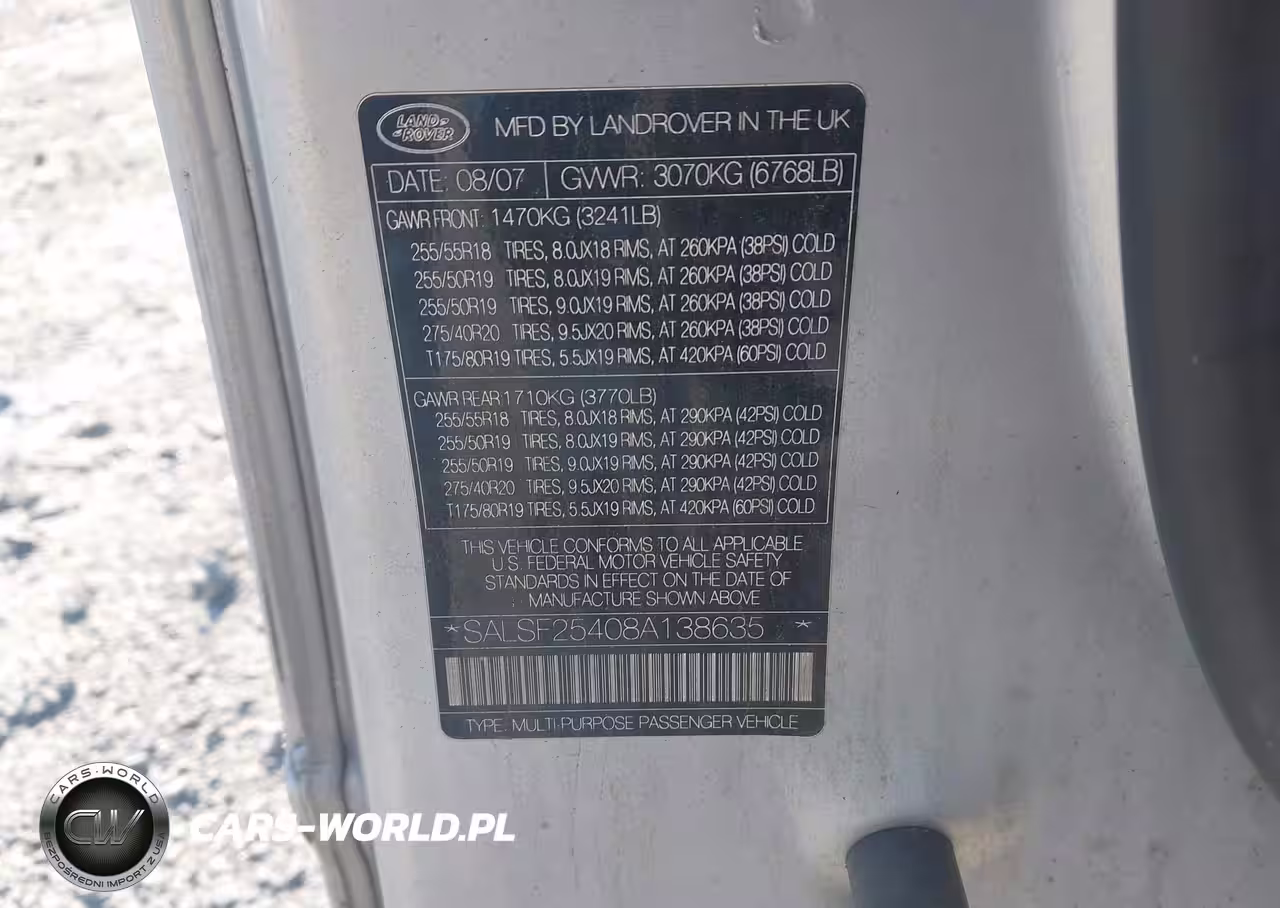 LAND-
-ROVER
MFD BY LANDROVER IN THE UK
DATE: 08/07 GVWR: 3070KG (6768LB)
GAWR FRONT: 1470KG (3241LB)
255/55R18 TIRES, 8.0JX18 RIMS, AT 260KPA (38PSI) COLD
255/50R19 TIRES, 8.0JX19 RIMS, AT 260KPA (38PSI) COLD
255/50R19 TIRES, 9.0JX19 RIMS, AT 260KPA (38PSI) COLD
275/40R20 TIRES, 9.5JX20 RIMS, AT 260KPA (38PSI) COLD
T175/80R19 TIRES, 5.5JX19 RIMS, AT 420KPA (60PSI) COLD
GAWR REAR 1710KG (3770LB)
255/55R18 TIRES, 8.0JX18 RIMS, AT 290KPA (42PSI) COLD
255/50R19 TIRES, 8.0JX19 RIMS, AT 290KPA (42PSI) COLD
255/50R19 TIRES, 9.0JX19 RIMS, AT 290KPA (42PSI) COLD
275/40R20 TIRES, 9.5JX20 RIMS, AT 290KPA (42PSI) COLD
T175/80R19 TIRES, 5.5JX19 RIMS, AT 420KPA (60PSI) COLD
THIS VEHICLE CONFORMS TO ALL APPLICABLE
U.S. FEDERAL MOTOR VEHICLE SAFETY
STANDARDS IN EFFECT ON THE DATE OF
MANUFACTURE SHOWN ABOVE
*SALSF25408A138635 *
TYPE: MULTI PURPOSE PASSENGER VEHICLE
CARS-WORLD
CW
BEZPOŚREDNI IMPORT Z USA
CARS-WORLD.PL